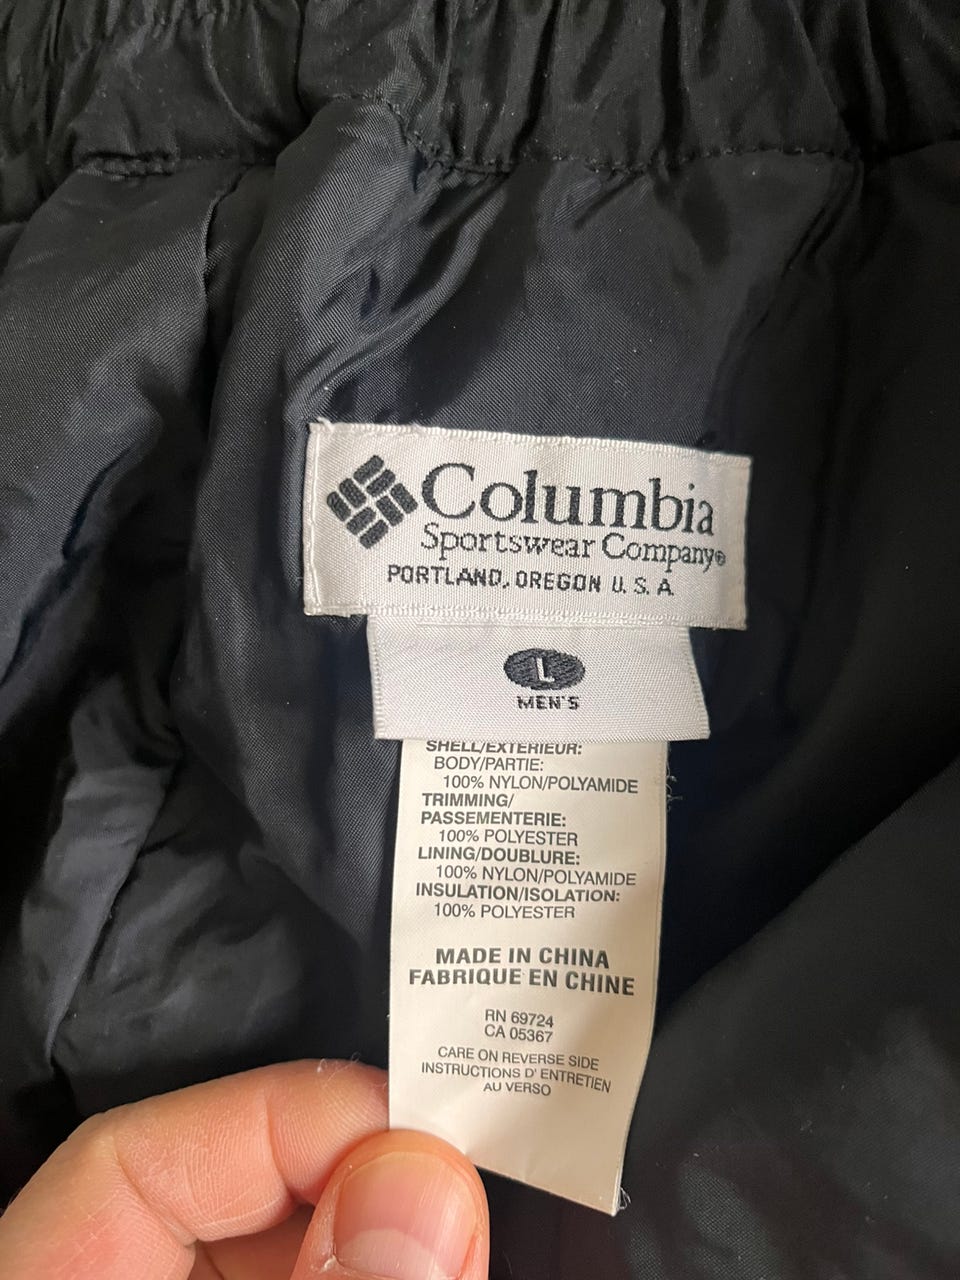 Columbia
Sportswear Company®
PORTLAND, OREGON U.S.A
L
MEN'S
SHELL/EXTERIEUR:
BODY/PARTIE:
100% NYLON/POLYAMIDE
TRIMMING/
PASSEMENTERIE:
100% POLYESTER
LINING/DOUBLURE:
100% NYLON/POLYAMIDE
INSULATION/ISOLATION:
100% POLYESTER
MADE IN CHINA
FABRIQUE EN CHINE
RN 69724
CA 05367
CARE ON REVERSE SIDE
INSTRUCTIONS D' ENTRETIEN
AU VERSO